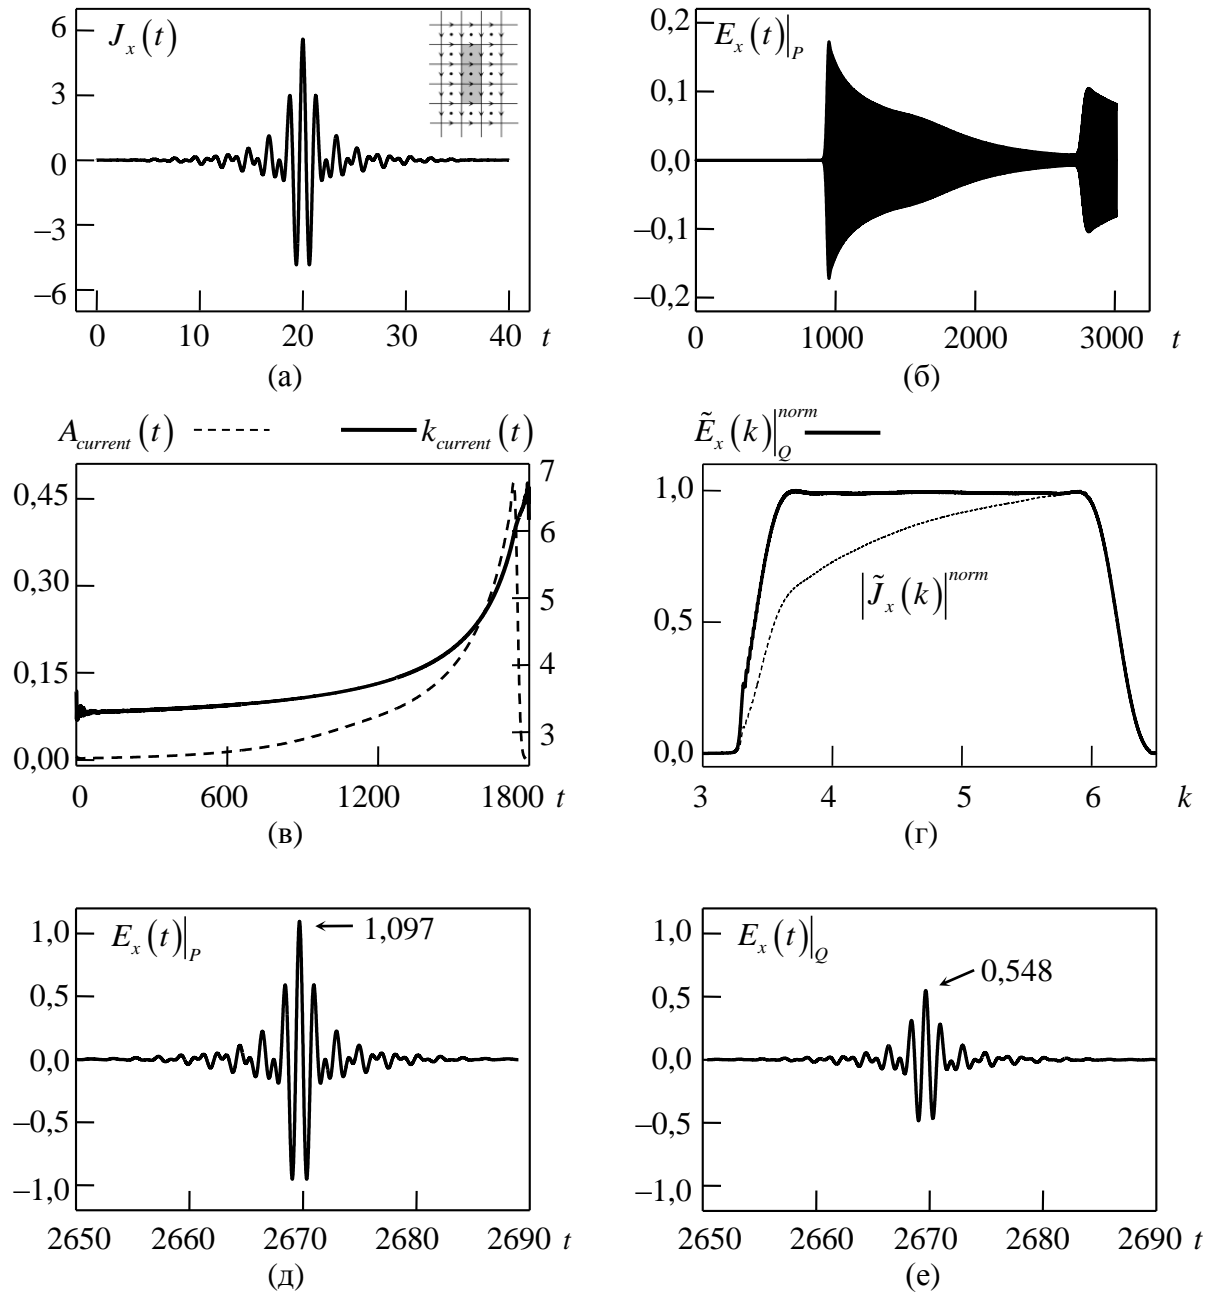 6
3
0
−3
−6
J_x(t)
0 10 20 30 40 t
(а)
0,2
0,1
0,0
−0,1
−0,2
E_x(t)|_P
0 1000 2000 3000 t
(б)
A_current(t) k_current(t)
0,45
0,30
0,15
0,00
7
6
5
4
3
0 600 1200 1800 t
(в)
Ẽ_x(k)|_Q^norm
1,0
0,5
0,0
|J̃_x(k)|^norm
3 4 5 6 k
(г)
1,0
0,5
0,0
−0,5
−1,0
E_x(t)|_P
1,097
2650 2660 2670 2680 2690 t
(д)
1,0
0,5
0,0
−0,5
−1,0
E_x(t)|_Q
0,548
2650 2660 2670 2680 2690 t
(е)